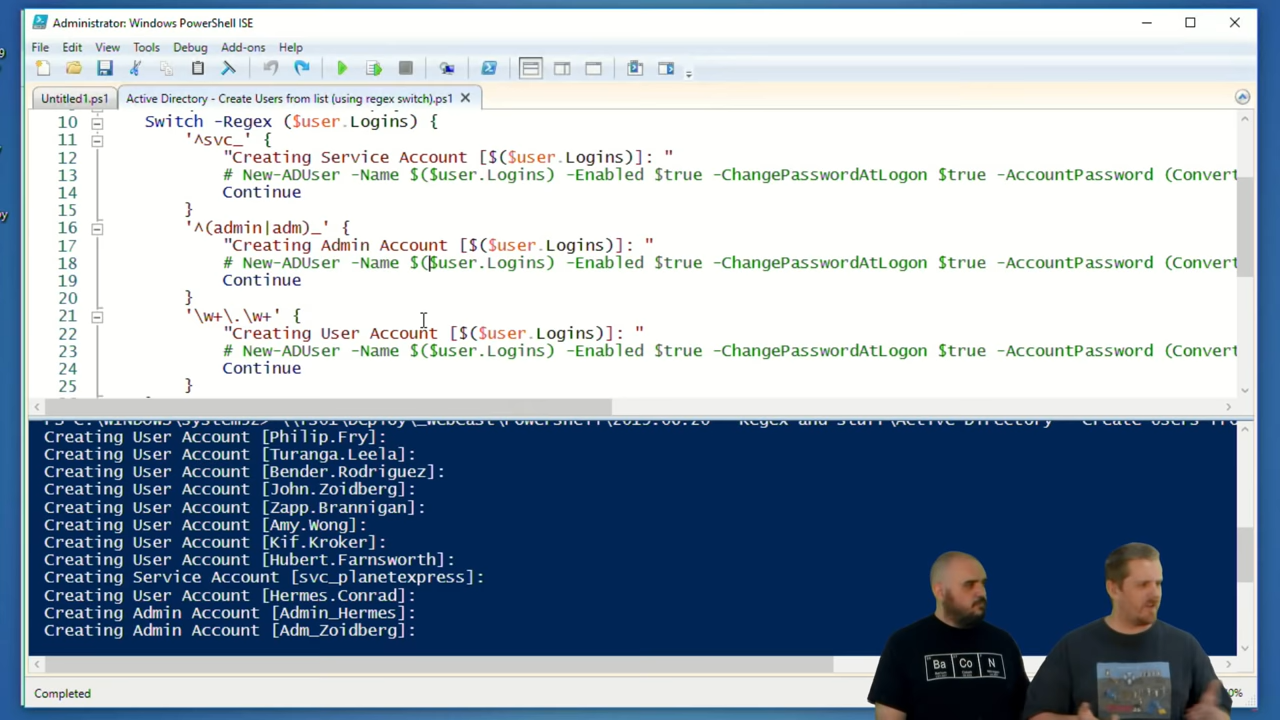 Administrator: Windows PowerShell ISE
File Edit View Tools Debug Add-ons Help
Untitled1.ps1 Active Directory - Create Users from list (using regex switch).ps1
10 Switch -Regex ($user.Logins) {
11 '^svc_' {
12 "Creating Service Account [$($user.Logins)]: "
13 # New-ADUser -Name $($user.Logins) -Enabled $true -ChangePasswordAtLogon $true -AccountPassword (Convert
14 Continue
15 }
16 '^(admin|adm)_' {
17 "Creating Admin Account [$($user.Logins)]: "
18 # New-ADUser -Name $($user.Logins) -Enabled $true -ChangePasswordAtLogon $true -AccountPassword (Convert
19 Continue
20 }
21 '\w+\.\w+' {
22 "Creating User Account [$($user.Logins)]: "
23 # New-ADUser -Name $($user.Logins) -Enabled $true -ChangePasswordAtLogon $true -AccountPassword (Convert
24 Continue
25 }
Creating User Account [Philip.Fry]:
Creating User Account [Turanga.Leela]:
Creating User Account [Bender.Rodriguez]:
Creating User Account [John.Zoidberg]:
Creating User Account [Zapp.Brannigan]:
Creating User Account [Amy.Wong]:
Creating User Account [Kif.Kroker]:
Creating User Account [Hubert.Farnsworth]:
Creating Service Account [svc_planetexpress]:
Creating User Account [Hermes.Conrad]:
Creating Admin Account [Admin_Hermes]:
Creating Admin Account [Adm_Zoidberg]:
Ba Co N
Completed